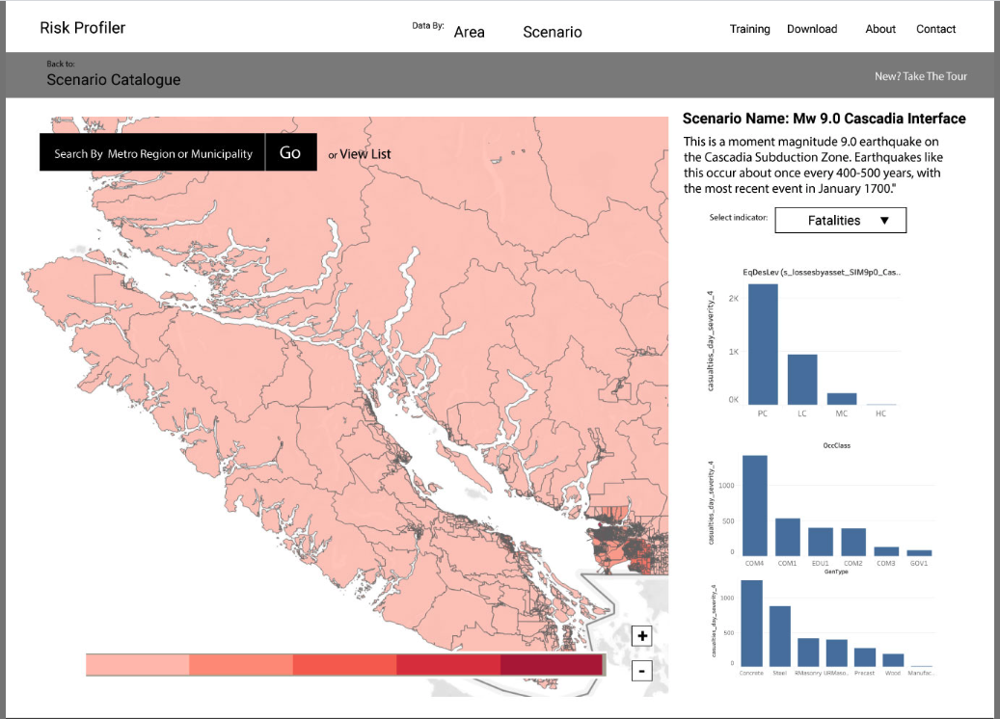 Risk Profiler
Data By: Area Scenario
Training Download About Contact
Back to:
Scenario Catalogue
New? Take The Tour
Search By Metro Region or Municipality Go or View List
Scenario Name: Mw 9.0 Cascadia Interface
This is a moment magnitude 9.0 earthquake on
the Cascadia Subduction Zone. Earthquakes like
this occur about once every 400-500 years, with
the most recent event in January 1700."
Select indicator: Fatalities ▼
EqDesLev (s_lossesbyasset_SIM9p0_Cas..
casualties_day_severity_4
2K
1K
0K
PC LC MC HC
OccClass
casualties_day_severity_4
1000
500
0
COM4 COM1 EDU1 COM2 COM3 GOV1
GenType
casualties_day_severity_4
1000
500
0
Concrete Steel RMasonry URMaso.. Precast Wood Manufac..
+
-